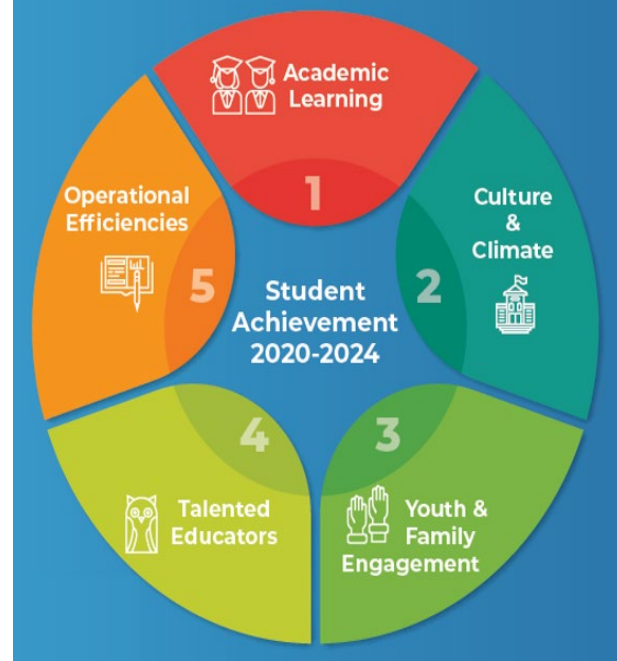 Academic
Learning
1
Culture
&
Climate
2
3
Youth &
Family
Engagement
4
Talented
Educators
Operational
Efficiencies
5
Student
Achievement
2020-2024